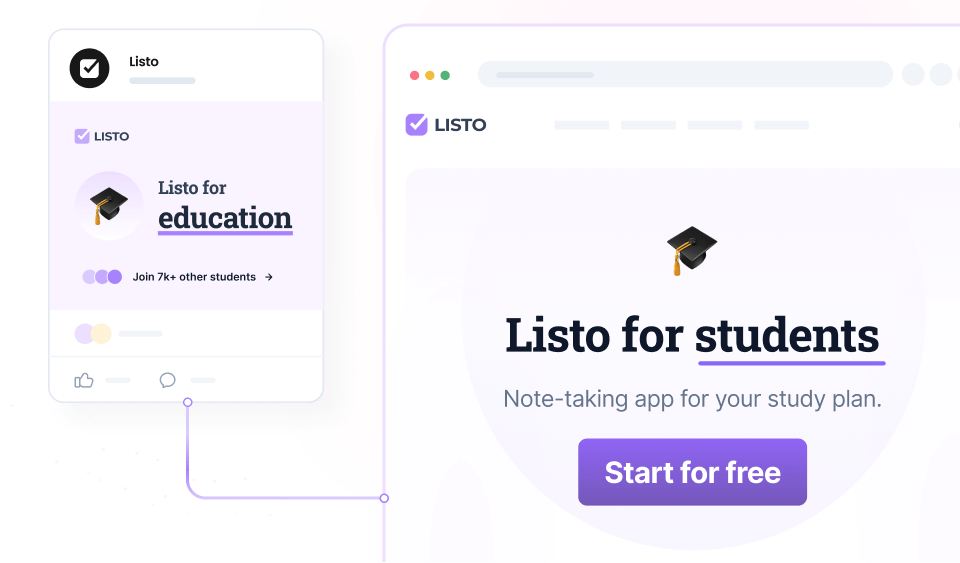 Listo
LISTO
Listo for
education
Join 7k+ other students →
LISTO
Listo for students
Note-taking app for your study plan.
Start for free